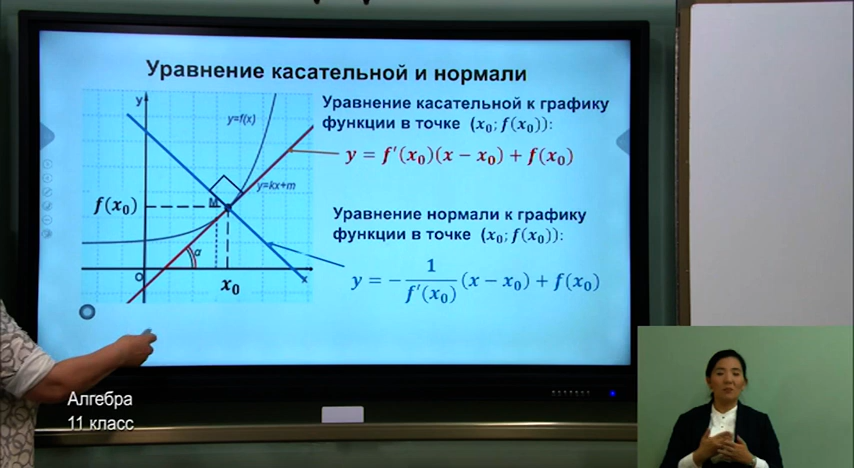 Уравнение касательной и нормали
y
y=f(x)
y=kx+m
M
f(x₀)
α
O
x₀
x
Уравнение касательной к графику
функции в точке (x₀; f(x₀)):
y = f′(x₀)(x − x₀) + f(x₀)
Уравнение нормали к графику
функции в точке (x₀; f(x₀)):
y = − 1/f′(x₀) (x − x₀) + f(x₀)
Алгебра
11 класс